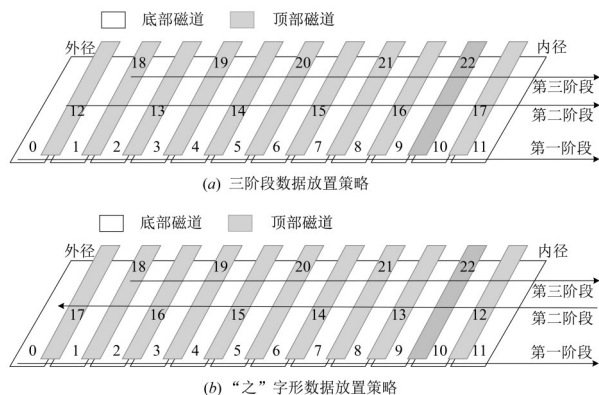 底部磁道 顶部磁道
外径 内径
18 19 20 21 22
第三阶段
12 13 14 15 16 17 第二阶段
0 1 2 3 4 5 6 7 8 9 10 11 第一阶段
(a) 三阶段数据放置策略
底部磁道 顶部磁道
外径 内径
18 19 20 21 22
第三阶段
17 16 15 14 13 12 第二阶段
0 1 2 3 4 5 6 7 8 9 10 11 第一阶段
(b) “之”字形数据放置策略